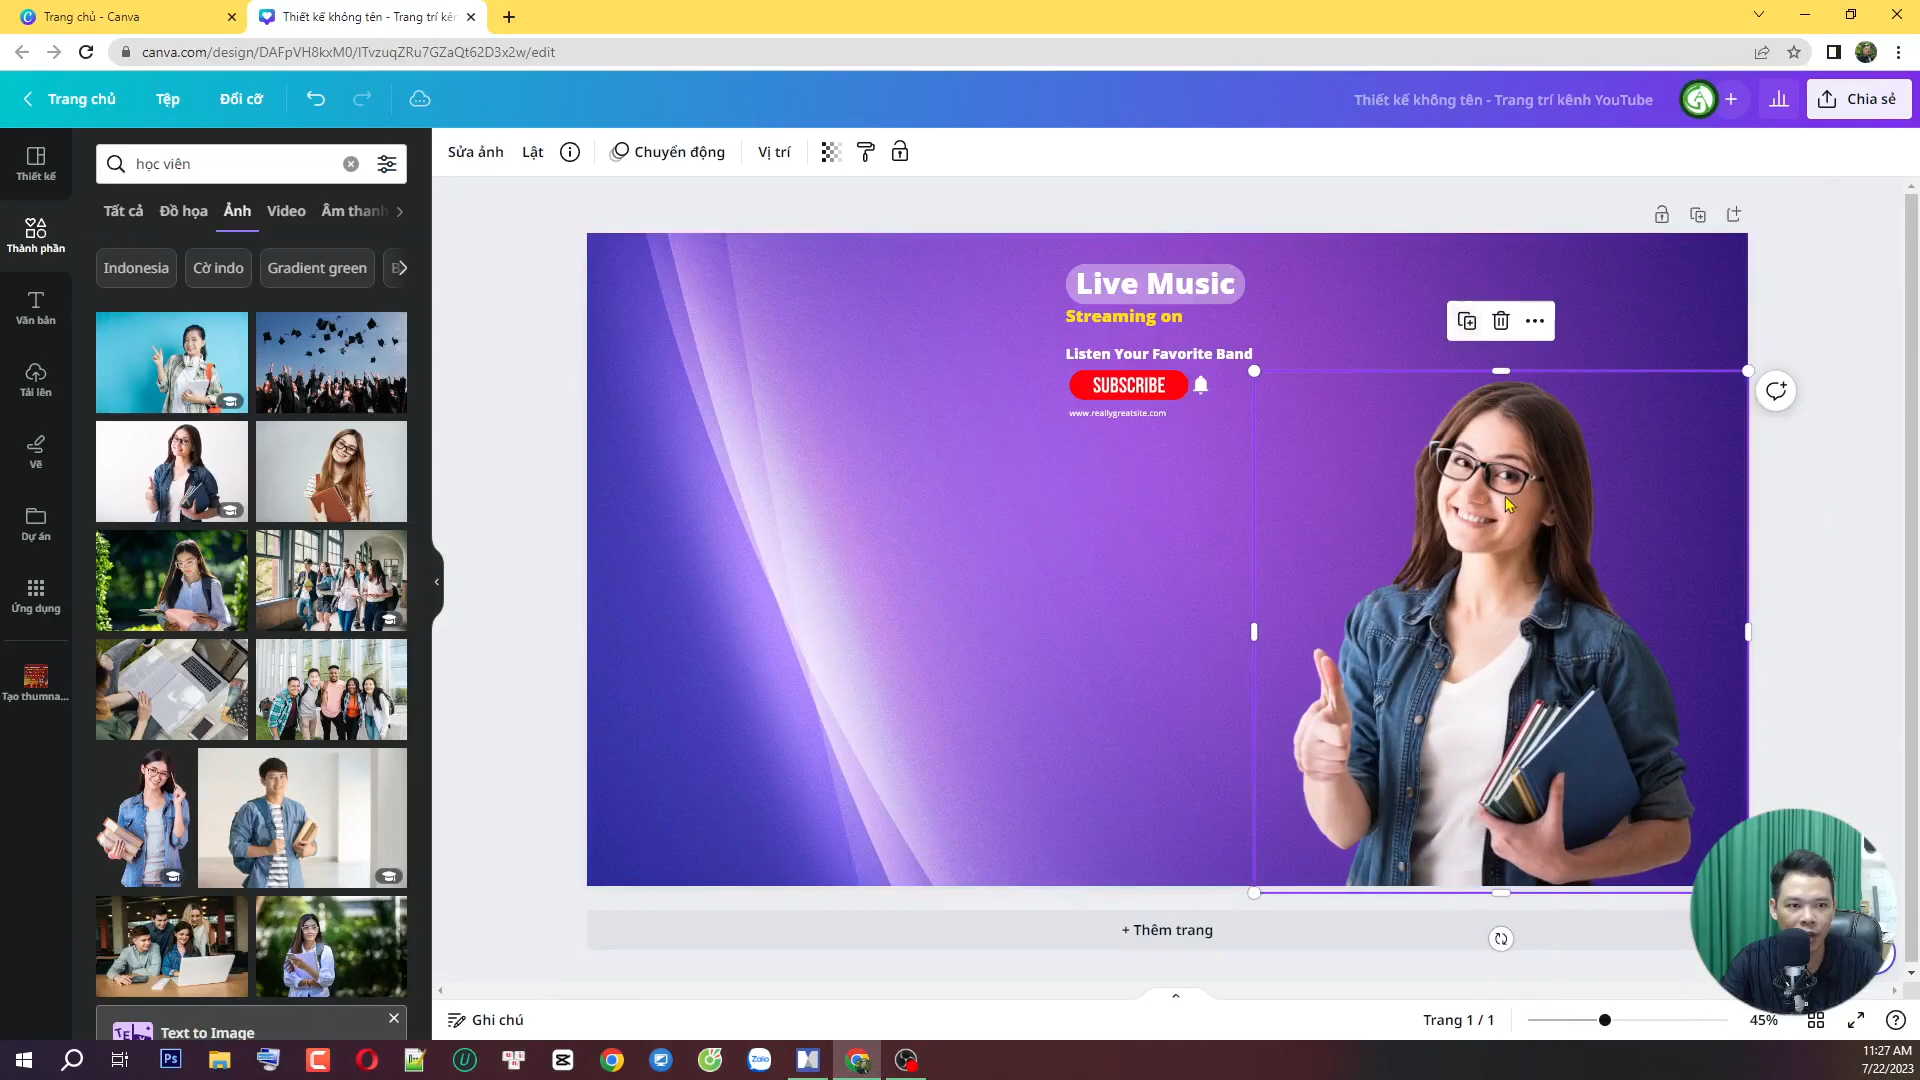 Trang chủ - Canva
Thiết kế không tên - Trang trí kên
canva.com/design/DAFpVH8kxM0/ITvzuqZRu7GZaQt62D3x2w/edit
Trang chủ
Tệp
Đổi cỡ
Thiết kế không tên - Trang trí kênh YouTube
Chia sẻ
Thiết kế
Thành phần
Văn bản
Tải lên
Vẽ
Dự án
Ứng dụng
Tạo thumna...
học viên
Tất cả
Đồ họa
Ảnh
Video
Âm thanh
Indonesia
Cờ indo
Gradient green
Text to Image
Sửa ảnh
Lật
Chuyển động
Vị trí
Live Music
Streaming on
Listen Your Favorite Band
SUBSCRIBE
www.reallygreatsite.com
+ Thêm trang
Ghi chú
Trang 1 / 1
45%
Ps
Zalo
11:27 AM
7/22/2023